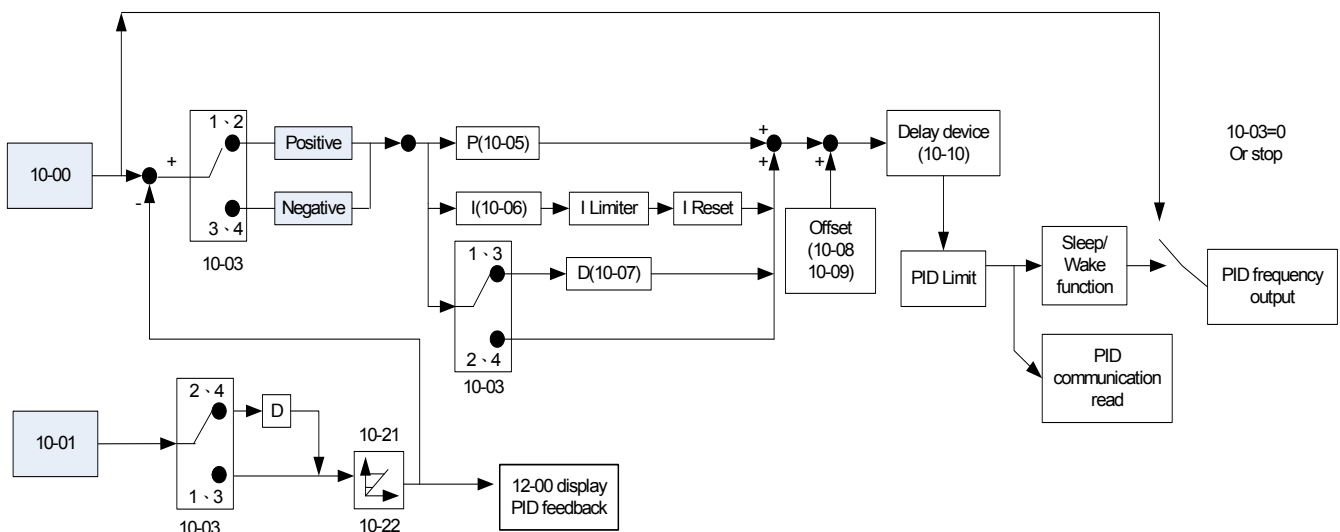 10-03=0
Or stop
10-00
+
-
1、2
3、4
10-03
Positive
Negative
P(10-05)
I(10-06)
I Limiter
I Reset
1、3
2、4
10-03
D(10-07)
+
+
+
Offset
(10-08
10-09)
Delay device
(10-10)
PID Limit
Sleep/
Wake
function
PID frequency
output
PID
communication
read
10-01
2、4
1、3
10-03
D
10-21
10-22
12-00 display
PID feedback